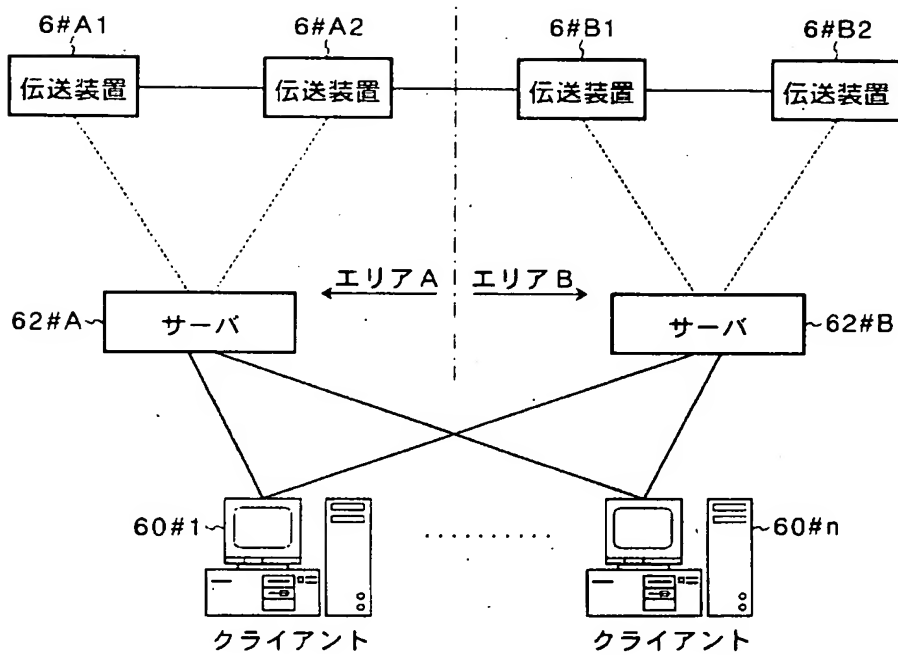 6#A1
6#A2
6#B1
6#B2
伝送装置
伝送装置
伝送装置
伝送装置
エリアA
エリアB
62#A
サーバ
サーバ
62#B
60#1
60#n
クライアント
クライアント